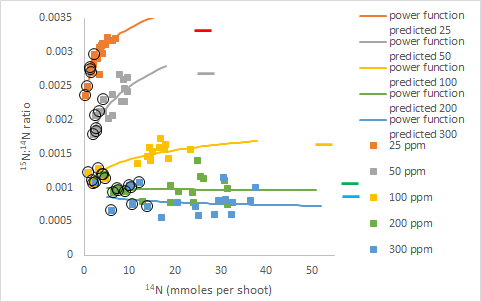 0.0035
0.003
0.0025
0.002
0.0015
0.001
0.0005
0
0 10 20 30 40 50
15N:14N ratio
14N (mmoles per shoot)
power function
predicted 25
power function
predicted 50
power function
predicted 100
power function
predicted 200
power function
predicted 300
25 ppm
50 ppm
100 ppm
200 ppm
300 ppm